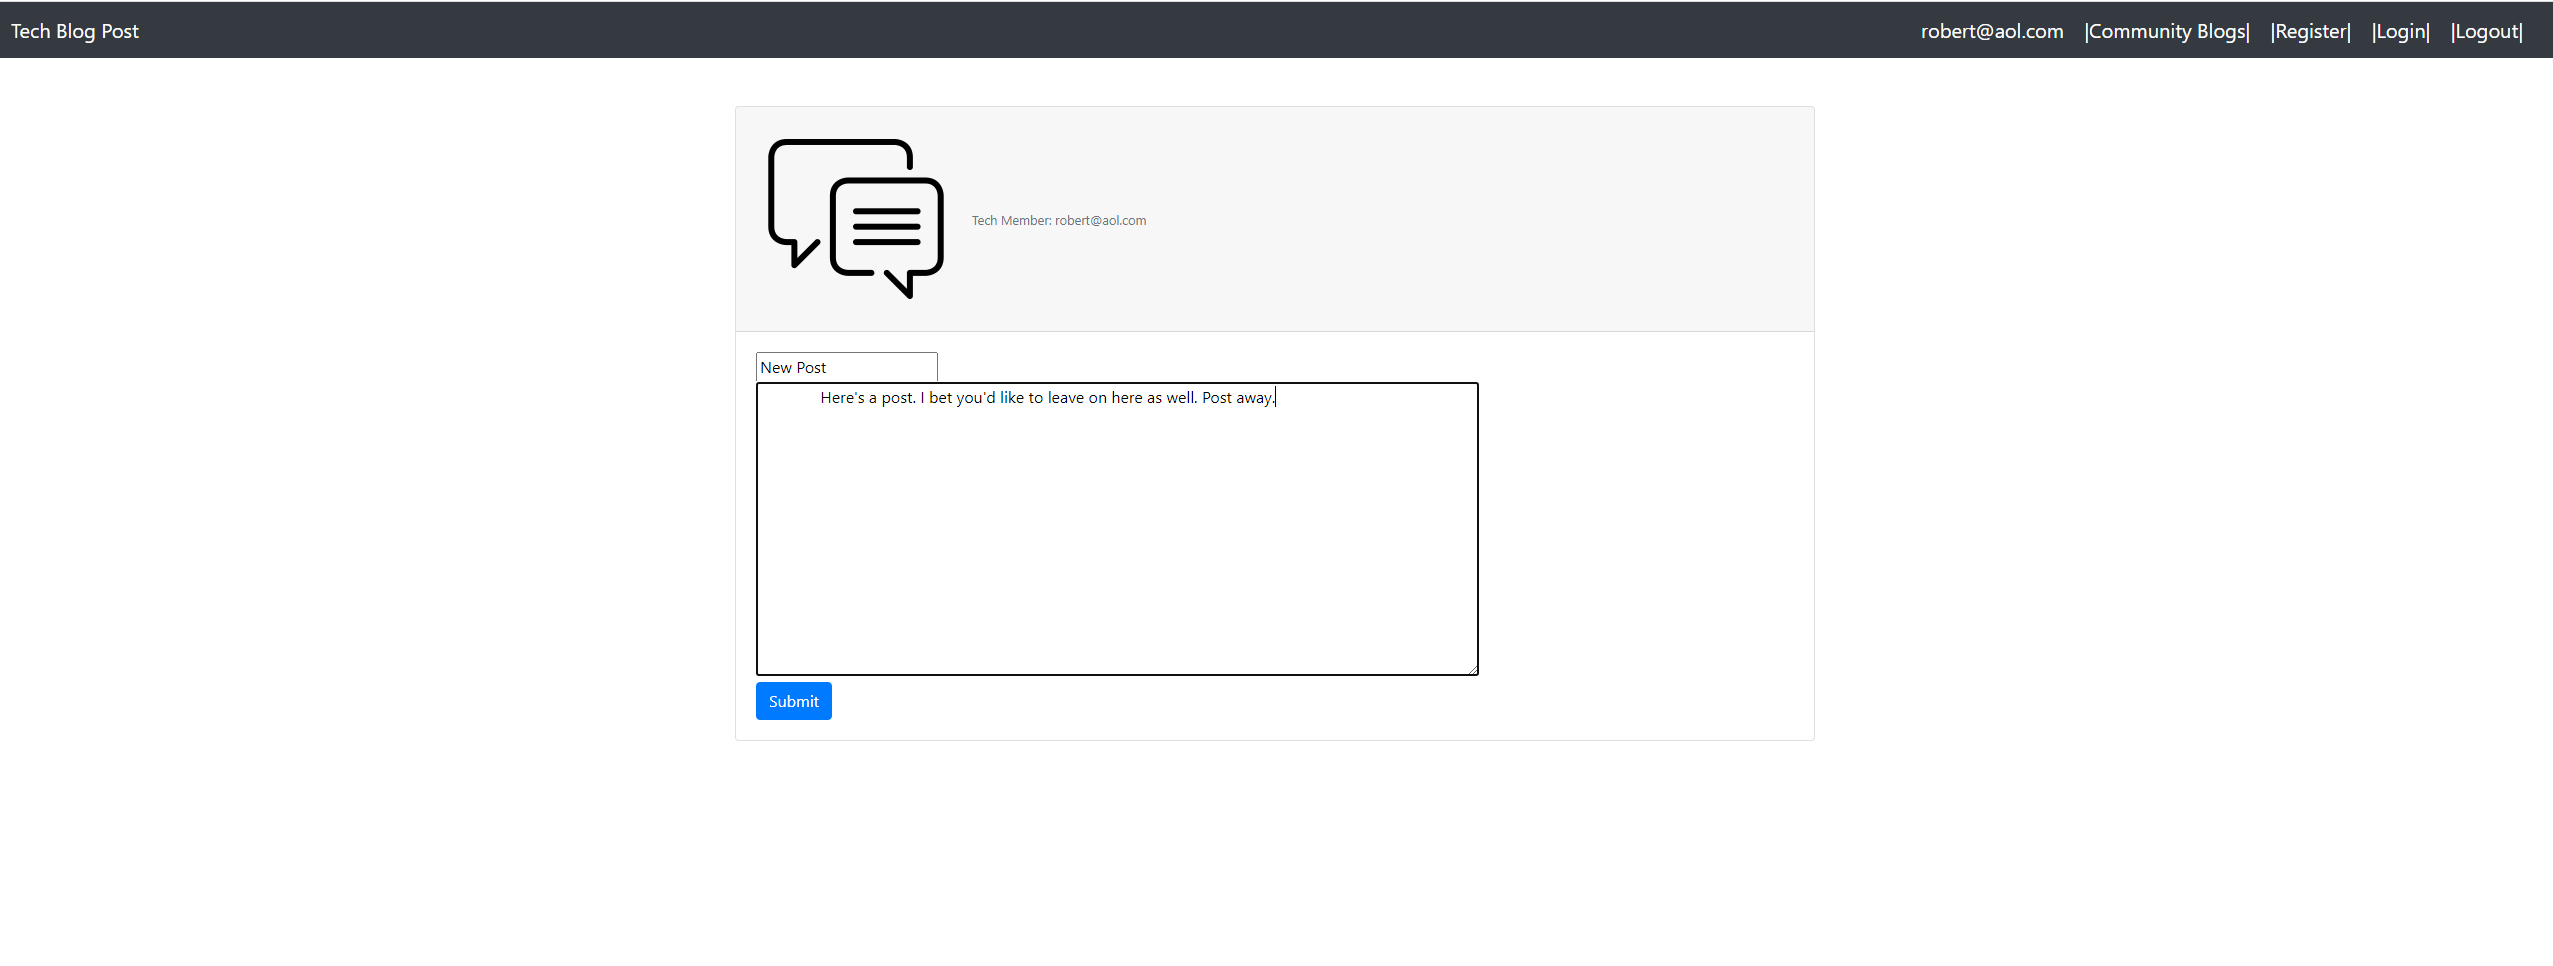 Tech Blog Post
robert@aol.com |Community Blogs| |Register| |Login| |Logout|
Tech Member: robert@aol.com
New Post
Here's a post. I bet you'd like to leave on here as well. Post away.
Submit